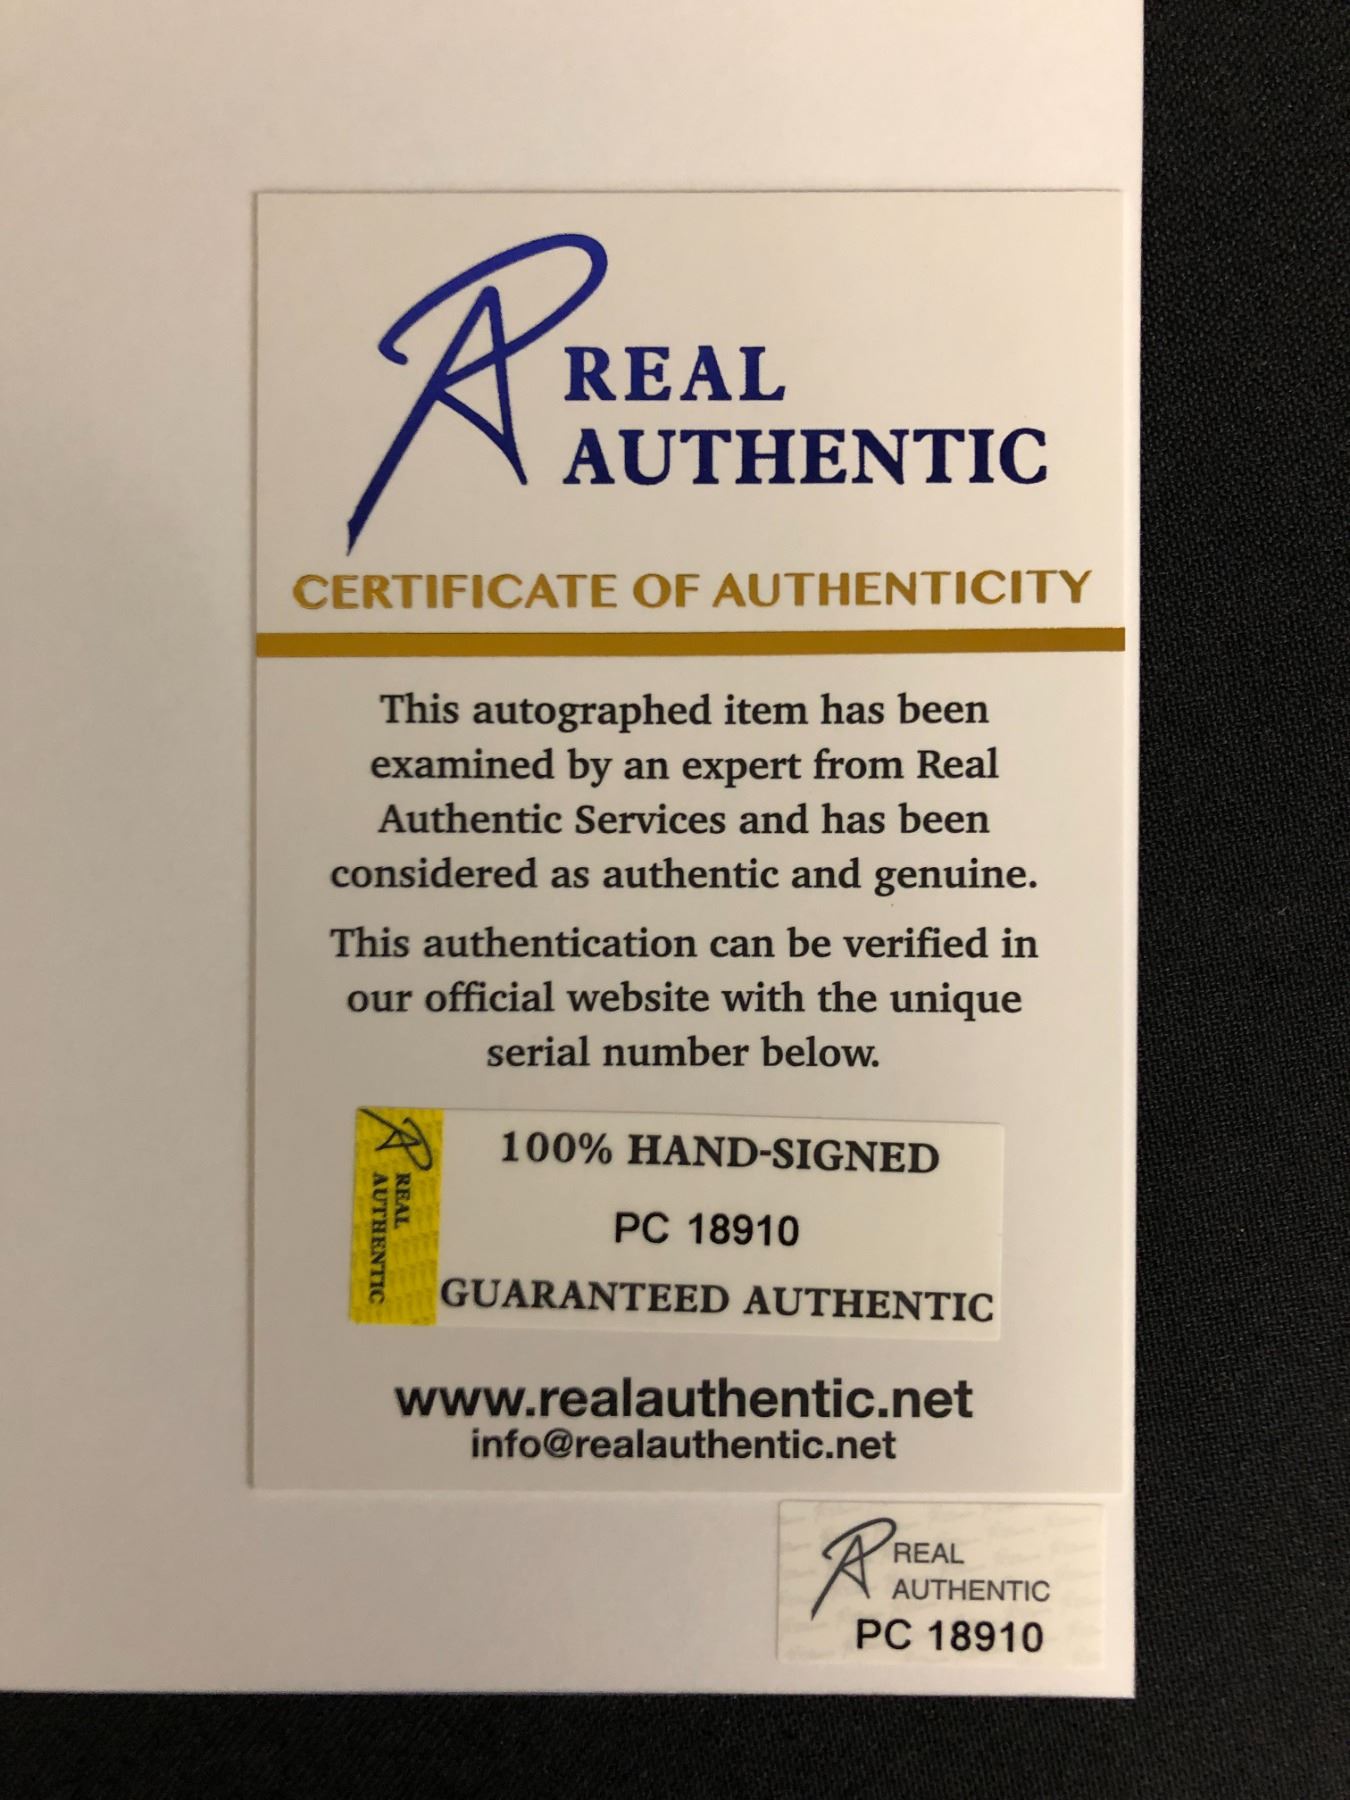 REAL
AUTHENTIC
CERTIFICATE OF AUTHENTICITY
This autographed item has been
examined by an expert from Real
Authentic Services and has been
considered as authentic and genuine.
This authentication can be verified in
our official website with the unique
serial number below.
REAL
AUTHENTIC
100% HAND-SIGNED
PC 18910
GUARANTEED AUTHENTIC
www.realauthentic.net
info@realauthentic.net
REAL
AUTHENTIC
PC 18910